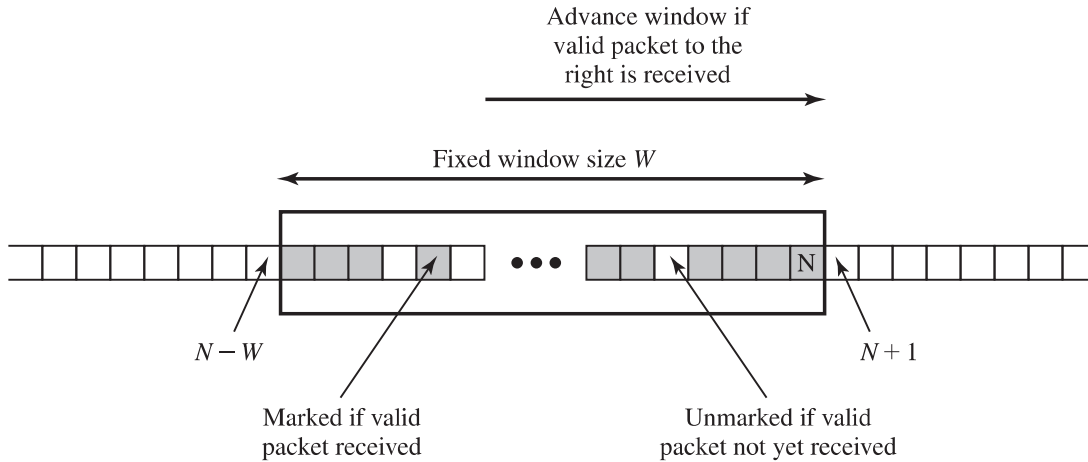 Advance window if
valid packet to the
right is received
Fixed window size W
N
N – W
N + 1
Marked if valid
packet received
Unmarked if valid
packet not yet received